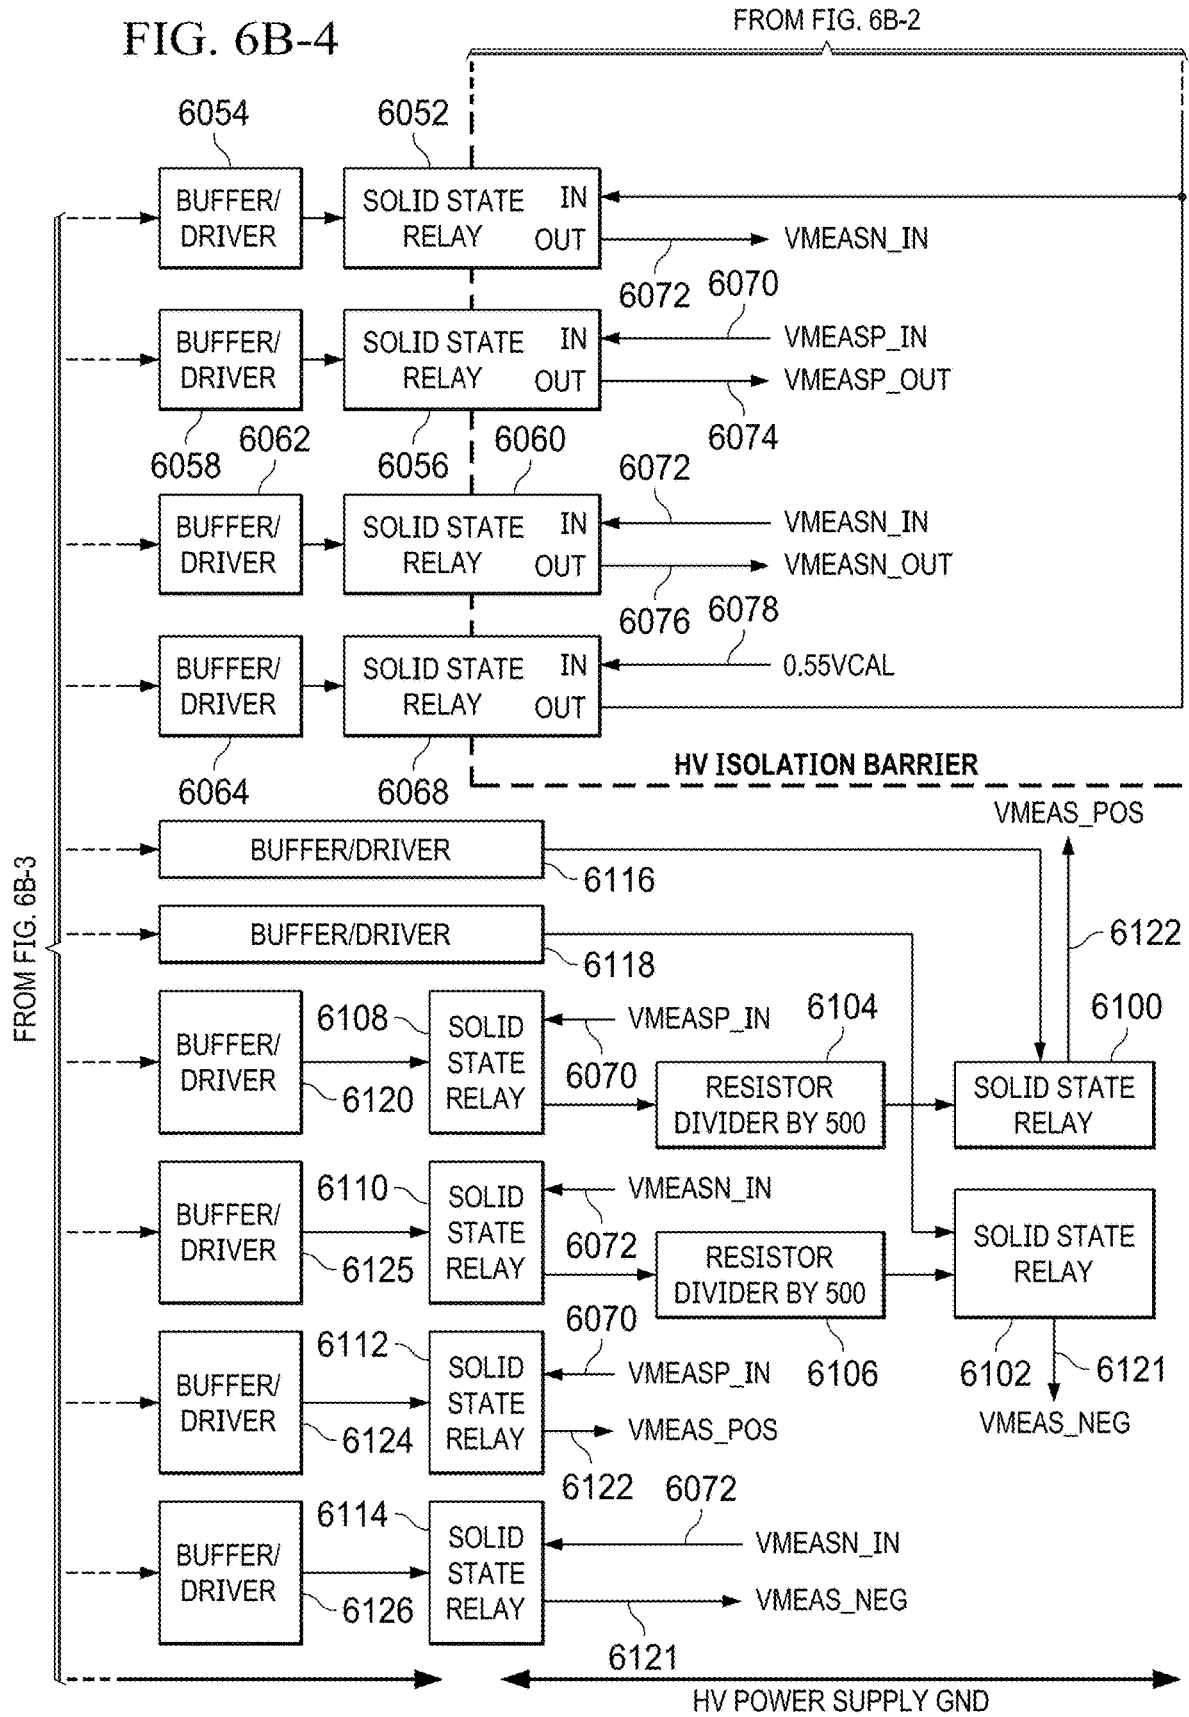 FIG. 6B-4
FROM FIG. 6B-2
6054
6052
BUFFER/
DRIVER
SOLID STATE
RELAY
IN
OUT
VMEASN_IN
6072
6070
BUFFER/
DRIVER
SOLID STATE
RELAY
IN
OUT
VMEASP_IN
VMEASP_OUT
6058
6062
6056
6060
6074
6072
BUFFER/
DRIVER
SOLID STATE
RELAY
IN
OUT
VMEASN_IN
VMEASN_OUT
6076
6078
BUFFER/
DRIVER
SOLID STATE
RELAY
IN
OUT
0.55VCAL
6064
6068
HV ISOLATION BARRIER
VMEAS_POS
FROM FIG. 6B-3
BUFFER/DRIVER
6116
BUFFER/DRIVER
6118
6122
BUFFER/
DRIVER
6120
6108
SOLID
STATE
RELAY
VMEASP_IN
6070
6104
RESISTOR
DIVIDER BY 500
6100
SOLID STATE
RELAY
BUFFER/
DRIVER
6125
6110
SOLID
STATE
RELAY
VMEASN_IN
6072
RESISTOR
DIVIDER BY 500
6106
SOLID STATE
RELAY
6102
6121
VMEAS_NEG
BUFFER/
DRIVER
6124
6112
SOLID
STATE
RELAY
6070
VMEASP_IN
VMEAS_POS
6122
BUFFER/
DRIVER
6126
6114
SOLID
STATE
RELAY
6072
VMEASN_IN
VMEAS_NEG
6121
HV POWER SUPPLY GND